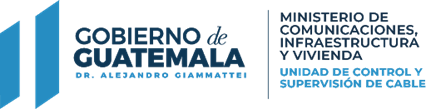 GOBIERNO de
GUATEMALA
DR. ALEJANDRO GIAMMATTEI
MINISTERIO DE
COMUNICACIONES,
INFRAESTRUCTURA
Y VIVIENDA
UNIDAD DE CONTROL Y
SUPERVISIÓN DE CABLE